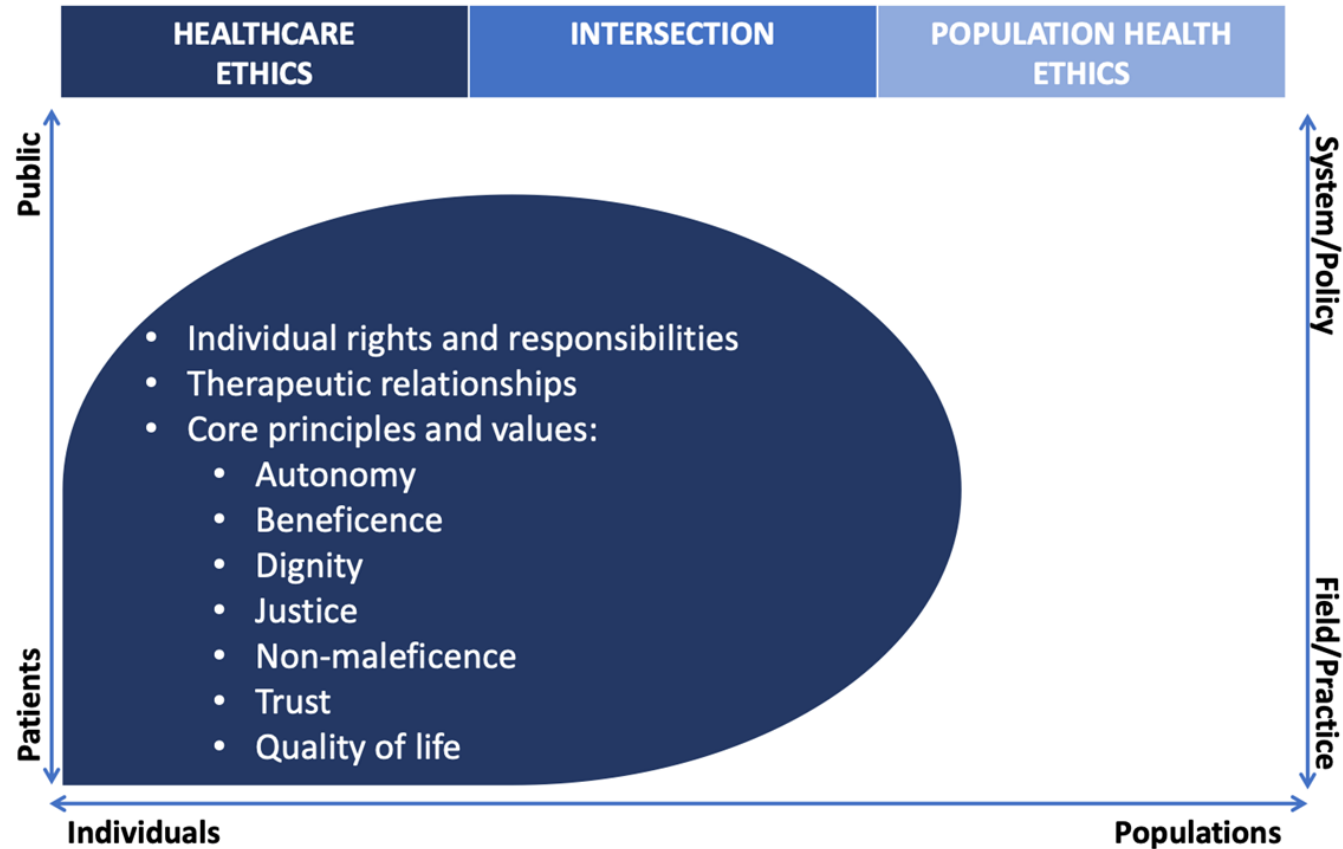 HEALTHCARE
ETHICS
INTERSECTION
POPULATION HEALTH
ETHICS
Public
Patients
• Individual rights and responsibilities
• Therapeutic relationships
• Core principles and values:
• Autonomy
• Beneficence
• Dignity
• Justice
• Non-maleficence
• Trust
• Quality of life
System/Policy
Field/Practice
Individuals
Populations